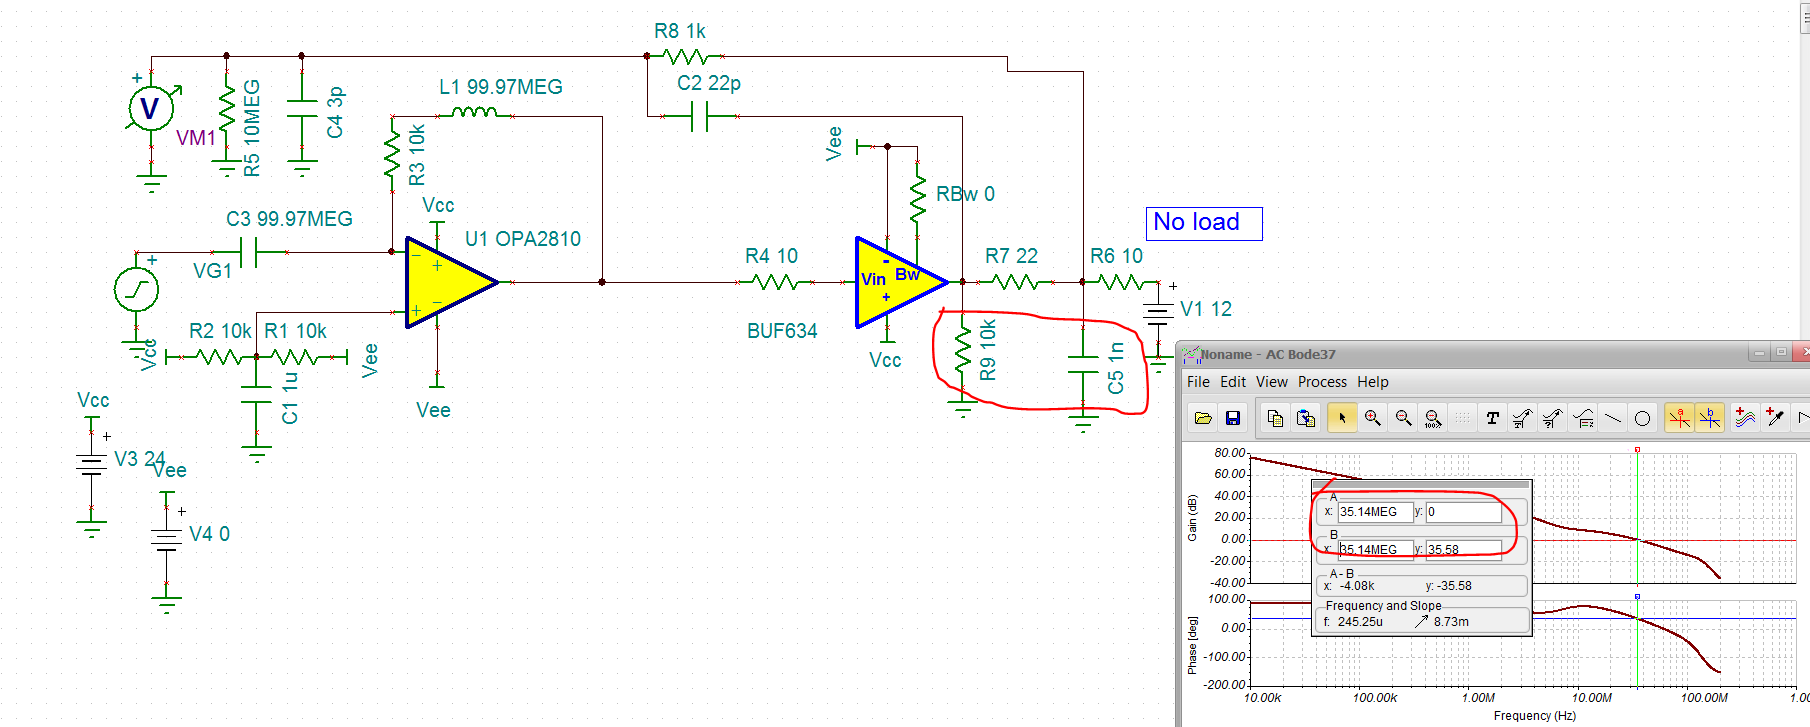 R8 1k
C2 22p
L1 99.97MEG
+
V
VM1
R5 10MEG
C4 3p
R3 10k
Vee
RBw 0
C3 99.97MEG
Vcc
U1 OPA2810
No load
VG1
+
−
+
−
+
R4 10
Vin
-
Bw
+
R7 22
R6 10
+
V1 12
BUF634
Vcc
R9 10k
C5 1n
R2 10k
R1 10k
Vcc
Vee
C1 1u
Vee
Vcc
+
V3 24
Vee
+
V4 0
Noname - AC Bode37
File Edit View Process Help
100%
T
a
b
80.00
60.00
40.00
20.00
0.00
-20.00
-40.00
Gain (dB)
A
x: 35.14MEG y: 0
B
x: 35.14MEG y: 35.58
A - B
x: -4.08k y: -35.58
Frequency and Slope
f: 245.25u 8.73m
a
b
100.00
0.00
-100.00
-200.00
Phase [deg]
10.00k 100.00k 1.00M 10.00M 100.00M 1.00
Frequency (Hz)